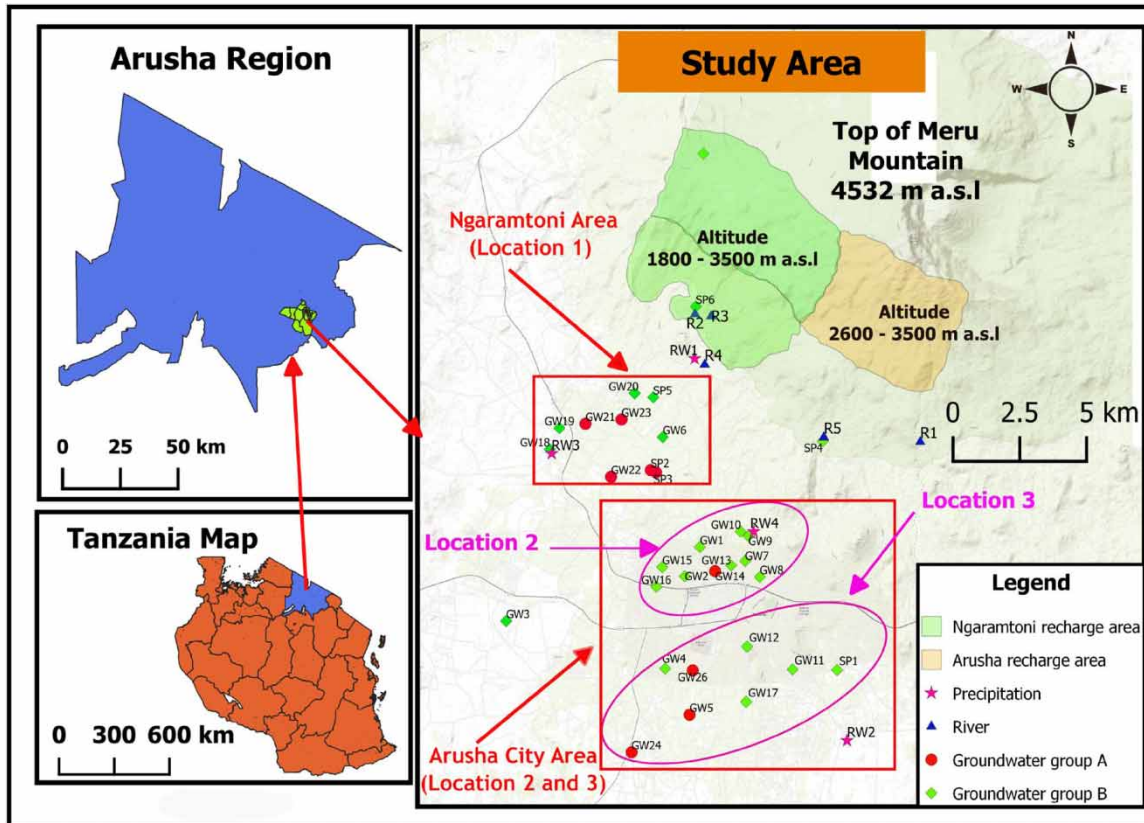 Arusha Region
0 25 50 km
Tanzania Map
0 300 600 km
Study Area
N
W
E
S
Top of Meru
Mountain
4532 m a.s.l
Ngaramtoni Area
(Location 1)
Altitude
1800 - 3500 m a.s.l
Altitude
2600 - 3500 m a.s.l
SP6
R2
R3
RW1
R4
0 2.5 5 km
GW20
SP5
GW21
GW23
GW19
GW6
GW18
RW3
GW22
SP2
SP3
R5
SP4
R1
Location 3
Location 2
GW10
RW4
GW9
GW1
GW15
GW13
GW7
GW16
GW2
GW14
GW8
GW3
GW12
GW4
GW26
GW11
SP1
GW17
GW5
GW24
RW2
Arusha City Area
(Location 2 and 3)
Legend
Ngaramtoni recharge area
Arusha recharge area
Precipitation
River
Groundwater group A
Groundwater group B